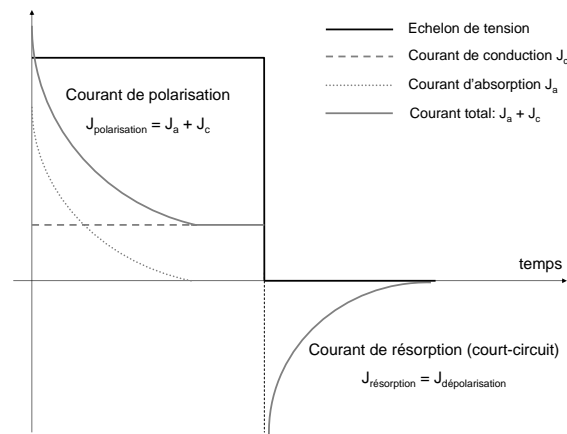 Echelon de tension
Courant de conduction Jc
Courant d'absorption Ja
Courant total: Ja + Jc
Courant de polarisation
Jpolarisation = Ja + Jc
temps
Courant de résorption (court-circuit)
Jrésorption = Jdépolarisation